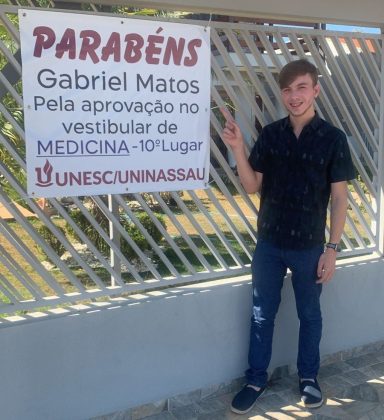 PARABÉNS
Gabriel Matos
Pela aprovação no
vestibular de
MEDICINA-10º Lugar
UNESC/UNINASSAU